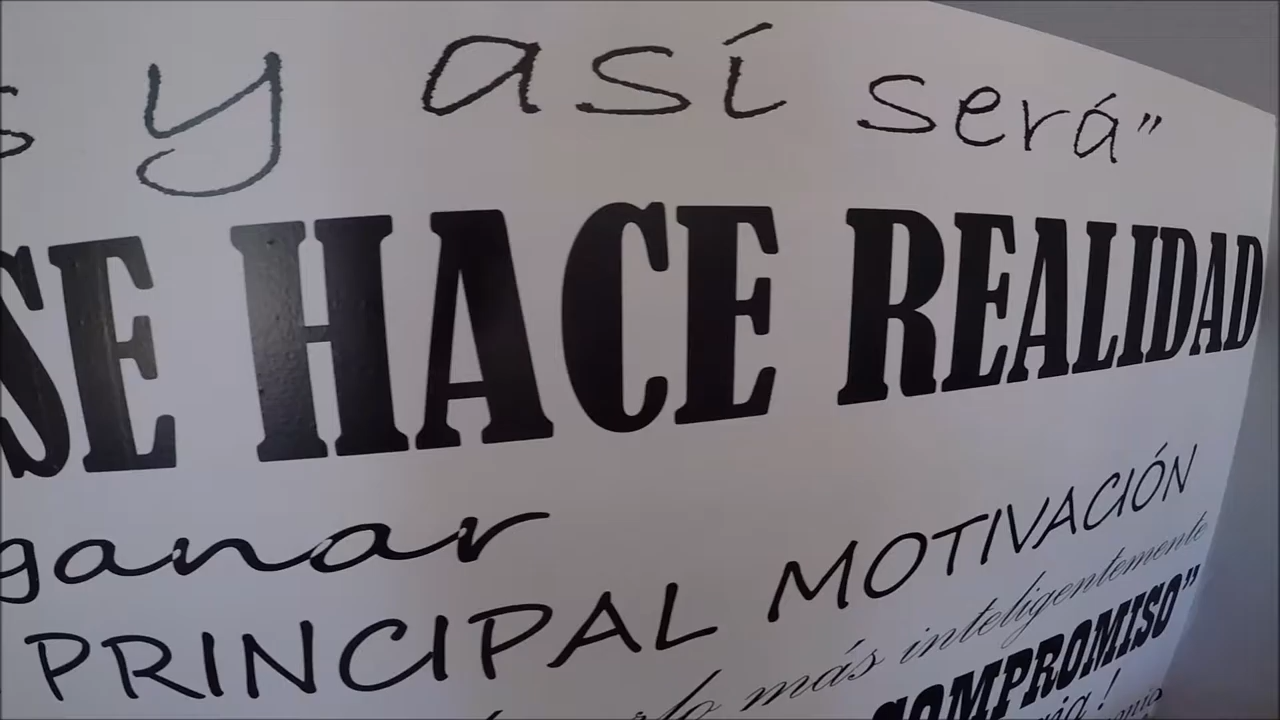 y así será”
SE HACE REALIDAD
ganar
PRINCIPAL MOTIVACIÓN
más inteligentemente
COMPROMISO”